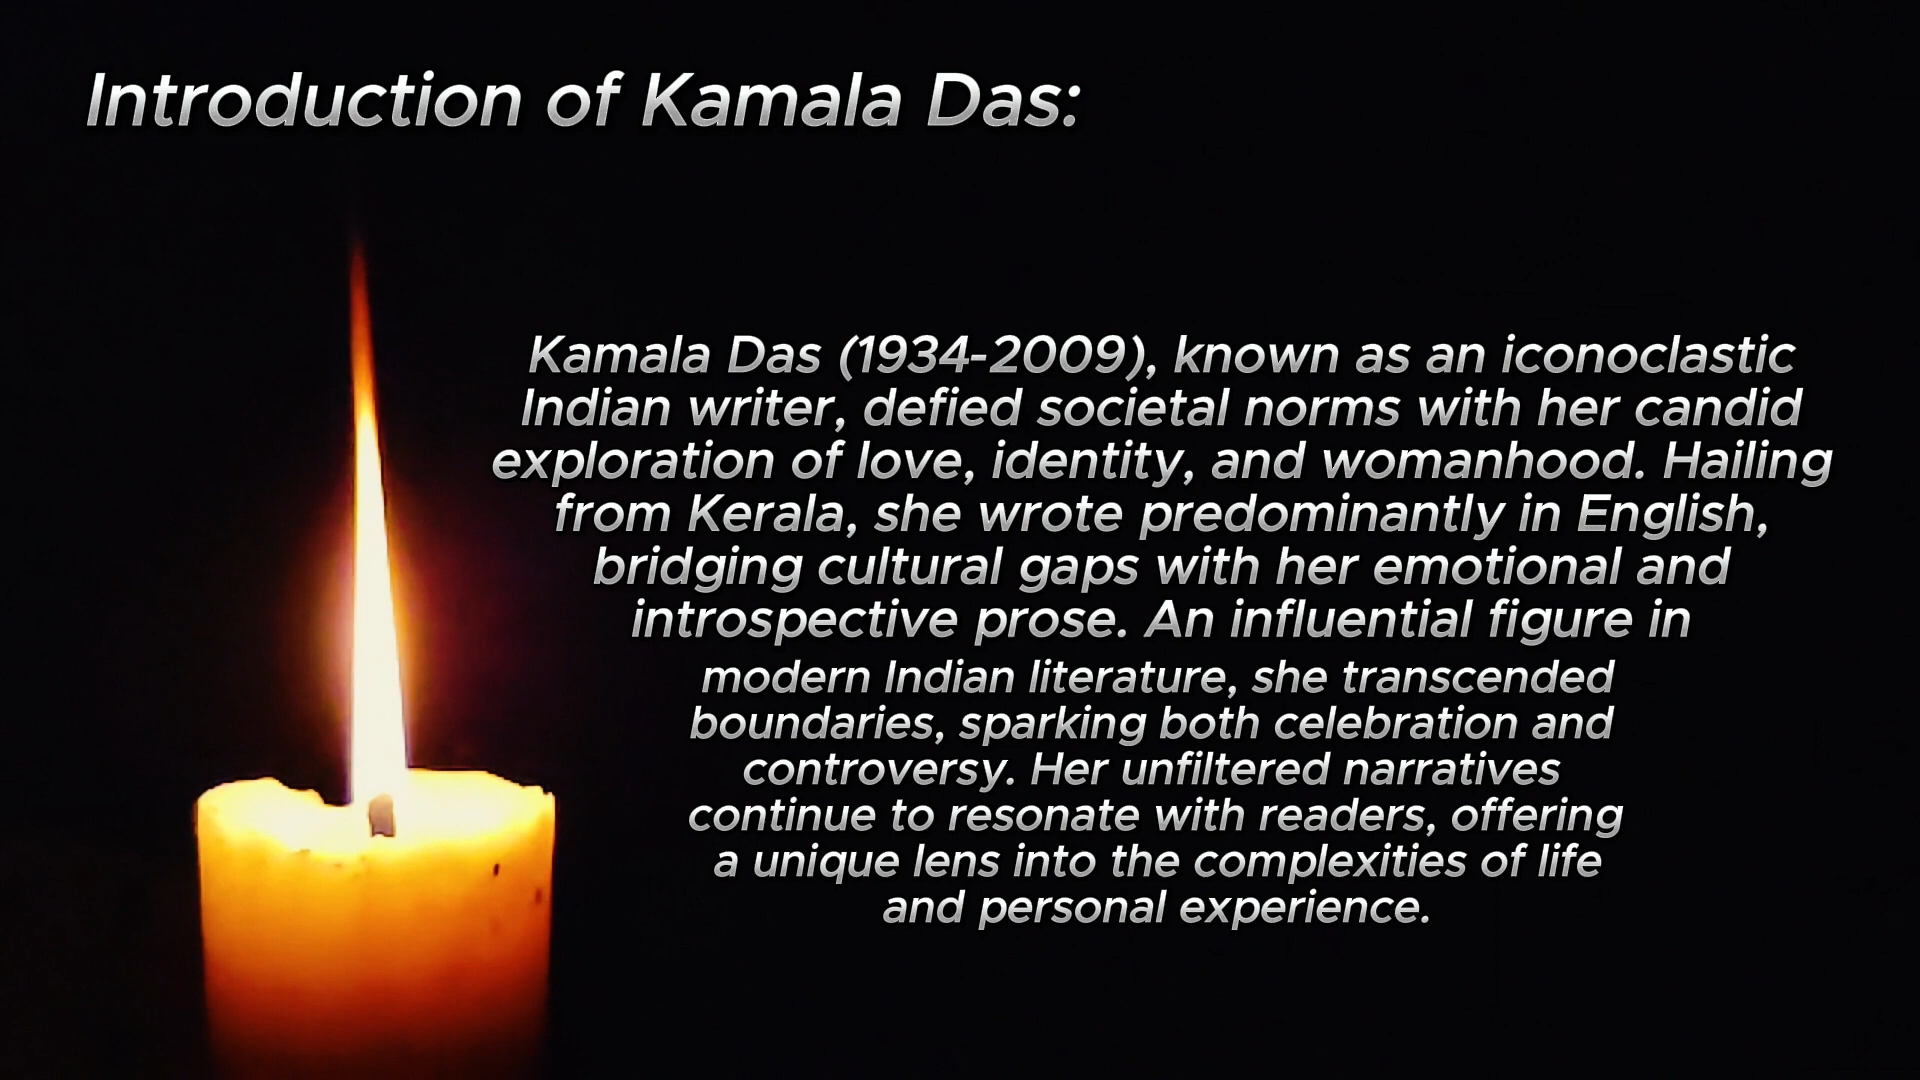 Introduction of Kamala Das:
Kamala Das (1934-2009), known as an iconoclastic
Indian writer, defied societal norms with her candid
exploration of love, identity, and womanhood. Hailing
from Kerala, she wrote predominantly in English,
bridging cultural gaps with her emotional and
introspective prose. An influential figure in
modern Indian literature, she transcended
boundaries, sparking both celebration and
controversy. Her unfiltered narratives
continue to resonate with readers, offering
a unique lens into the complexities of life
and personal experience.